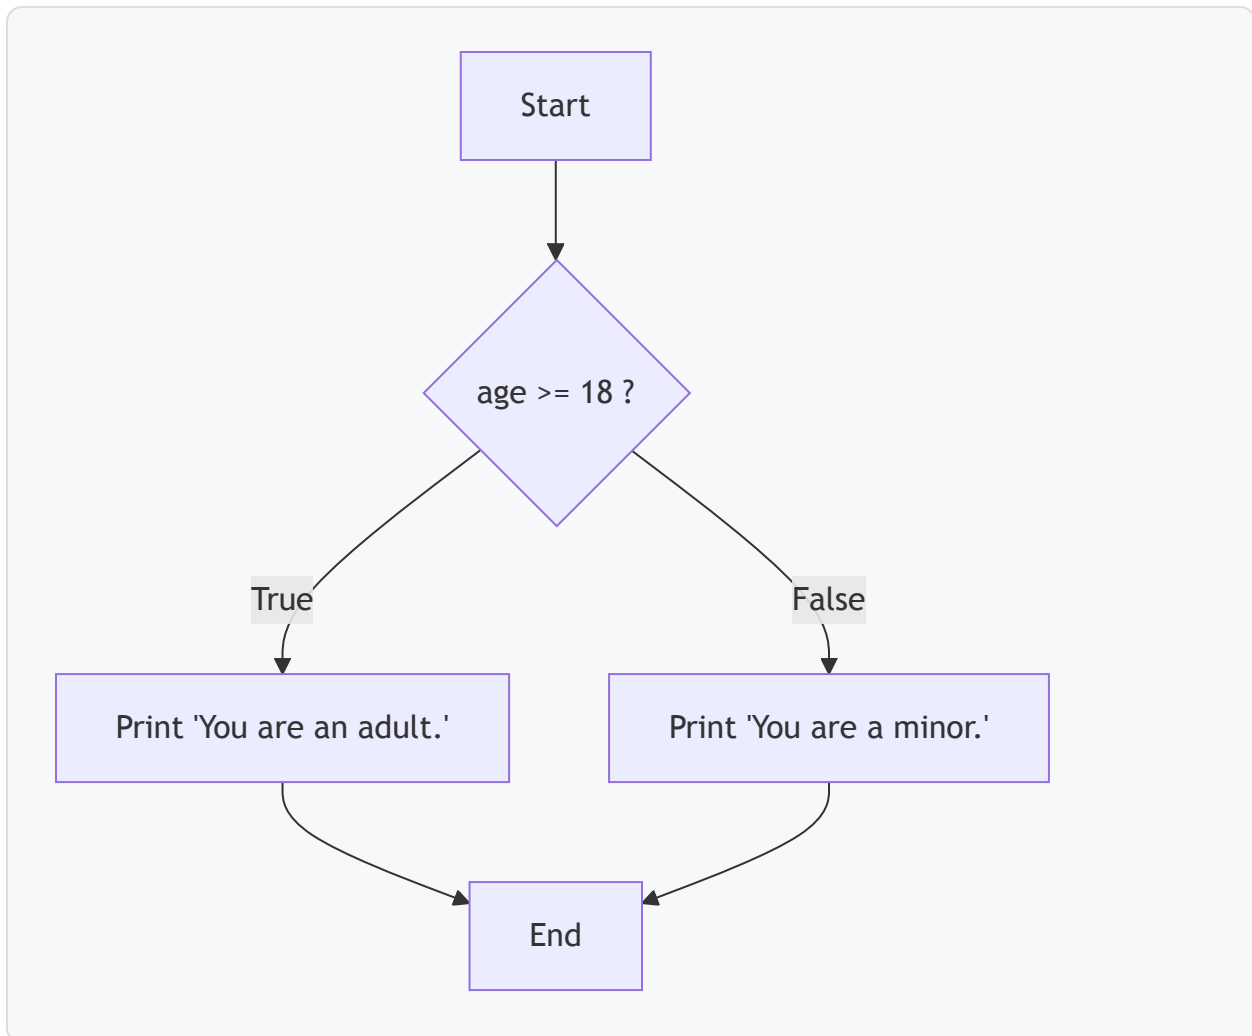 Start
age >= 18 ?
True
False
Print 'You are an adult.'
Print 'You are a minor.'
End